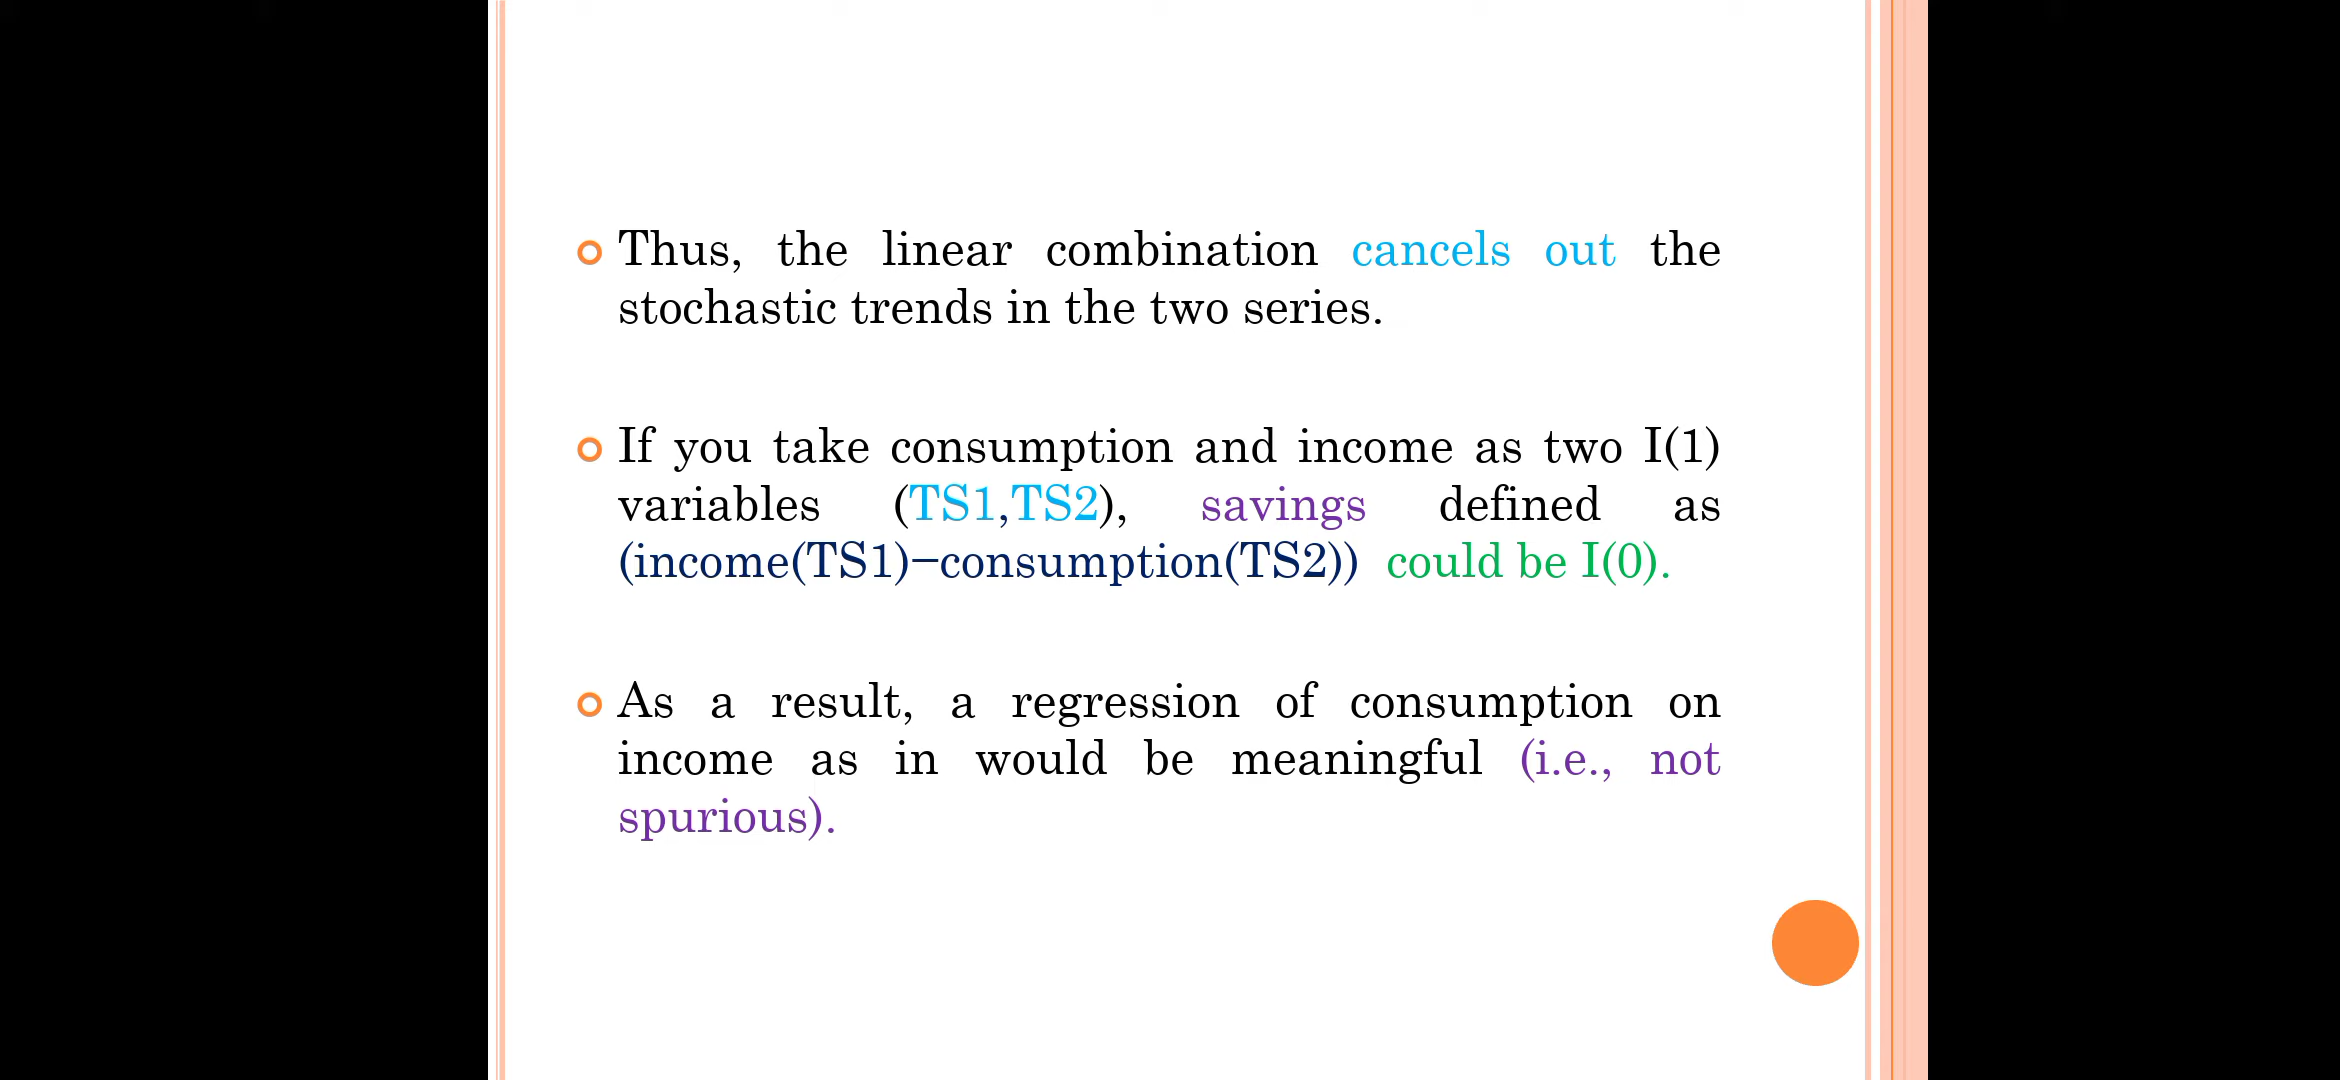 Thus, the linear combination cancels out the
stochastic trends in the two series.
If you take consumption and income as two I(1)
variables (TS1,TS2), savings defined as
(income(TS1)−consumption(TS2)) could be I(0).
As a result, a regression of consumption on
income as in would be meaningful (i.e., not
spurious).